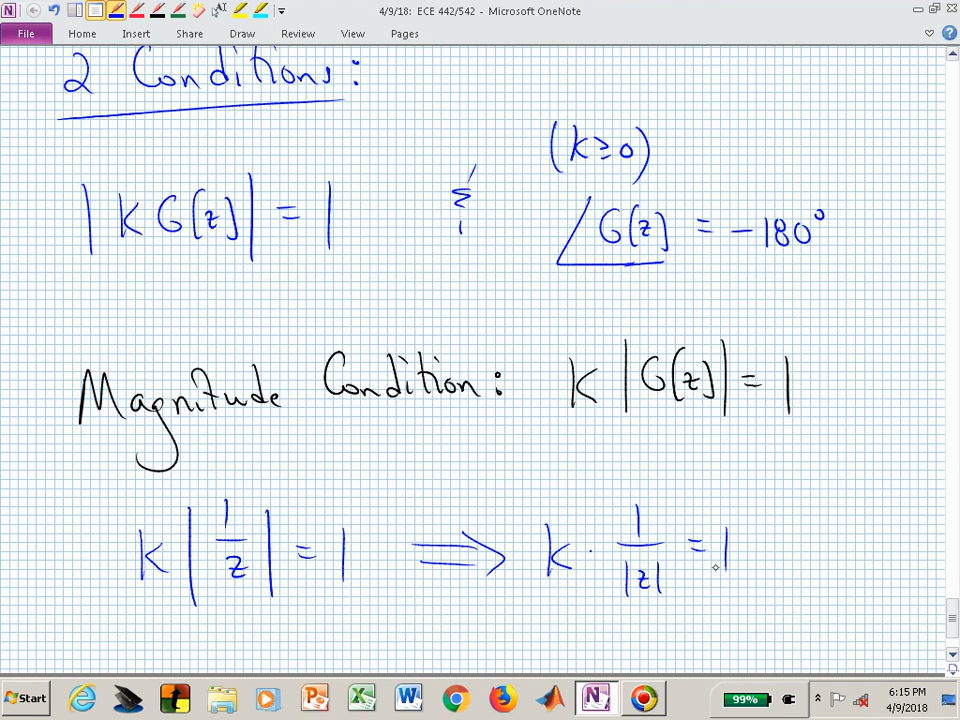 4/9/18: ECE 442/542 - Microsoft OneNote
File Home Insert Share Draw Review View Pages
2 Conditions:
(K≥0)
|K G(z)| = 1 & ∠G(z) = -180°
Magnitude Condition: K |G(z)| = 1
K |1/z| = 1 ⟹ K · 1/|z| = 1
Start 99% 6:15 PM
4/9/2018